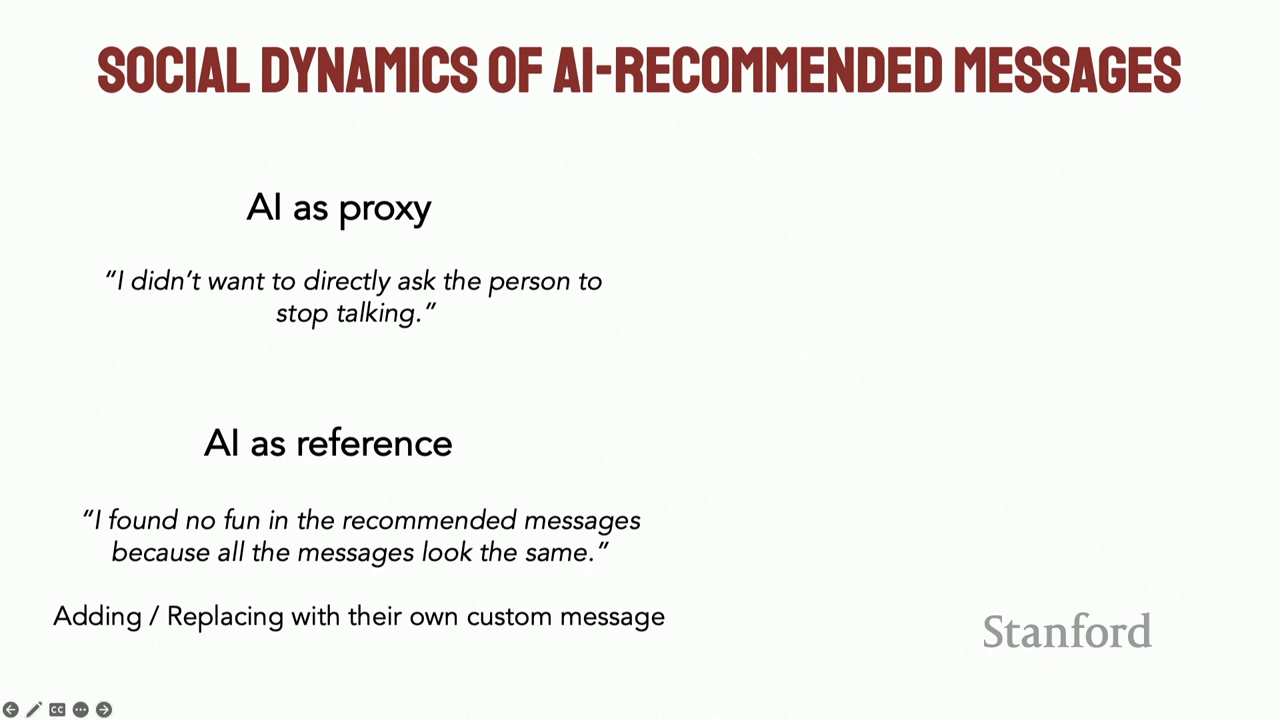 SOCIAL DYNAMICS OF AI-RECOMMENDED MESSAGES
AI as proxy
“I didn’t want to directly ask the person to
stop talking.”
AI as reference
“I found no fun in the recommended messages
because all the messages look the same.”
Adding / Replacing with their own custom message
Stanford
CC